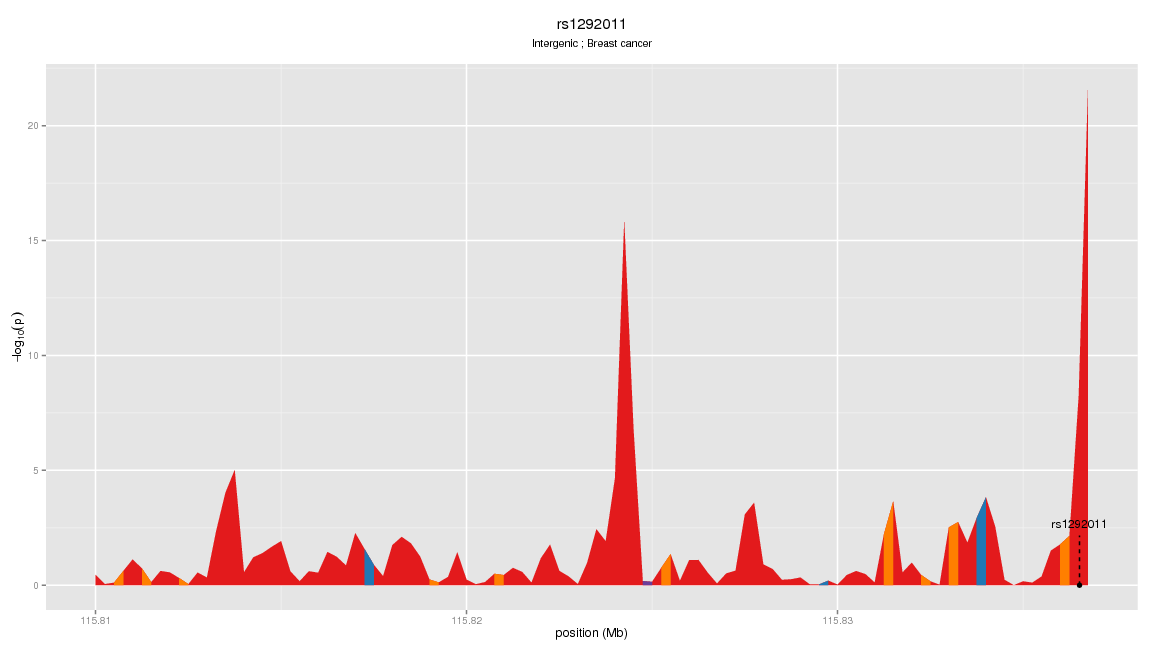 rs1292011
Intergenic ; Breast cancer
20
15
10
5
0
−log10(p)
rs1292011
115.81
115.82
115.83
position (Mb)